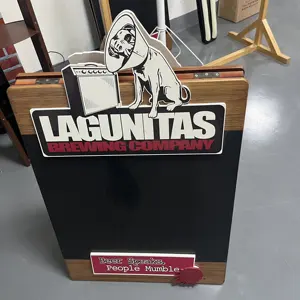 LAGUNITAS
BREWING COMPANY
Beer Speaks,
People Mumble